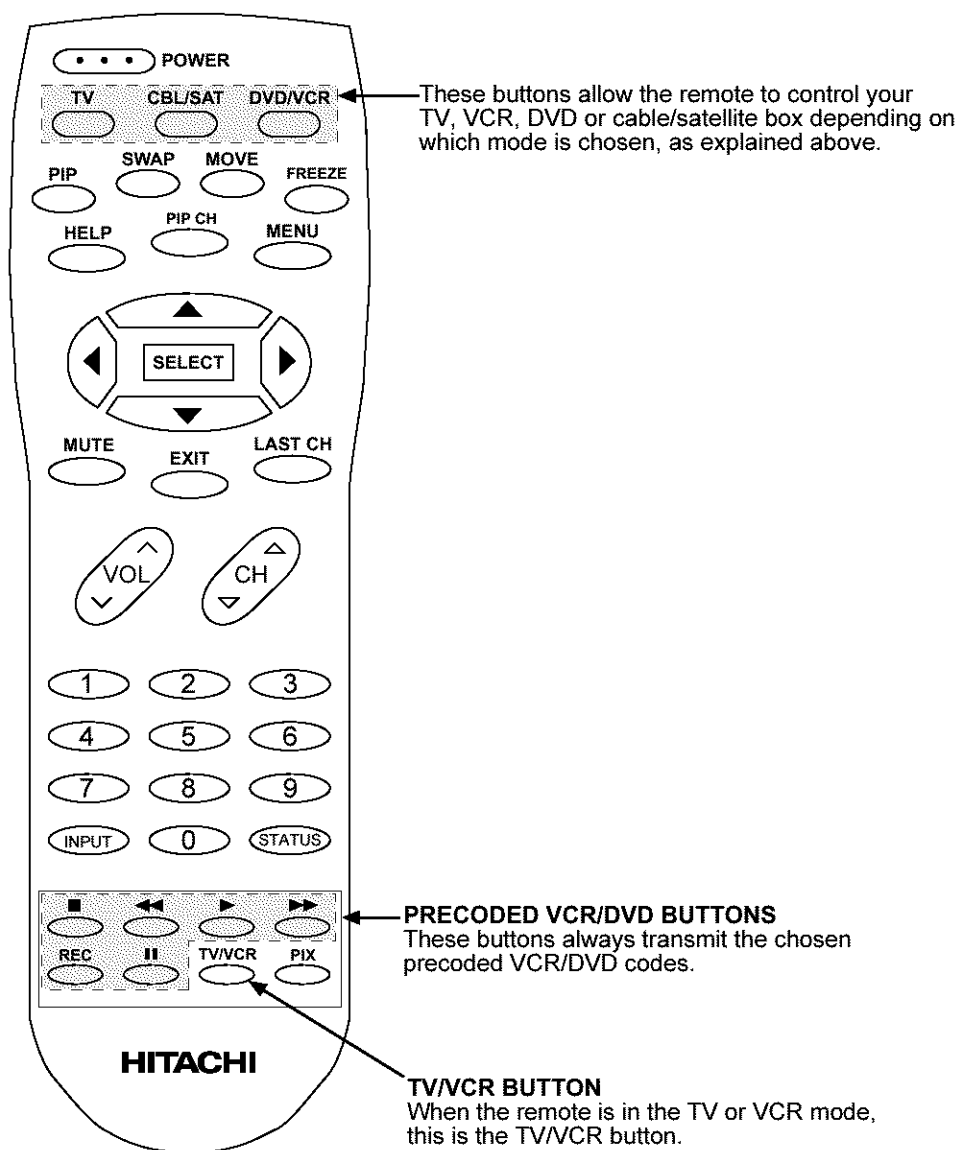 POWER
TV CBL/SAT DVD/VCR
These buttons allow the remote to control your
TV, VCR, DVD or cable/satellite box depending on
which mode is chosen, as explained above.
SWAP MOVE
PIP FREEZE
PIP CH
HELP MENU
SELECT
MUTE LAST CH
EXIT
VOL CH
1 2 3
4 5 6
7 8 9
INPUT 0 STATUS
PRECODED VCR/DVD BUTTONS
These buttons always transmit the chosen
precoded VCR/DVD codes.
REC TV/VCR PIX
HITACHI
TV/VCR BUTTON
When the remote is in the TV or VCR mode,
this is the TV/VCR button.